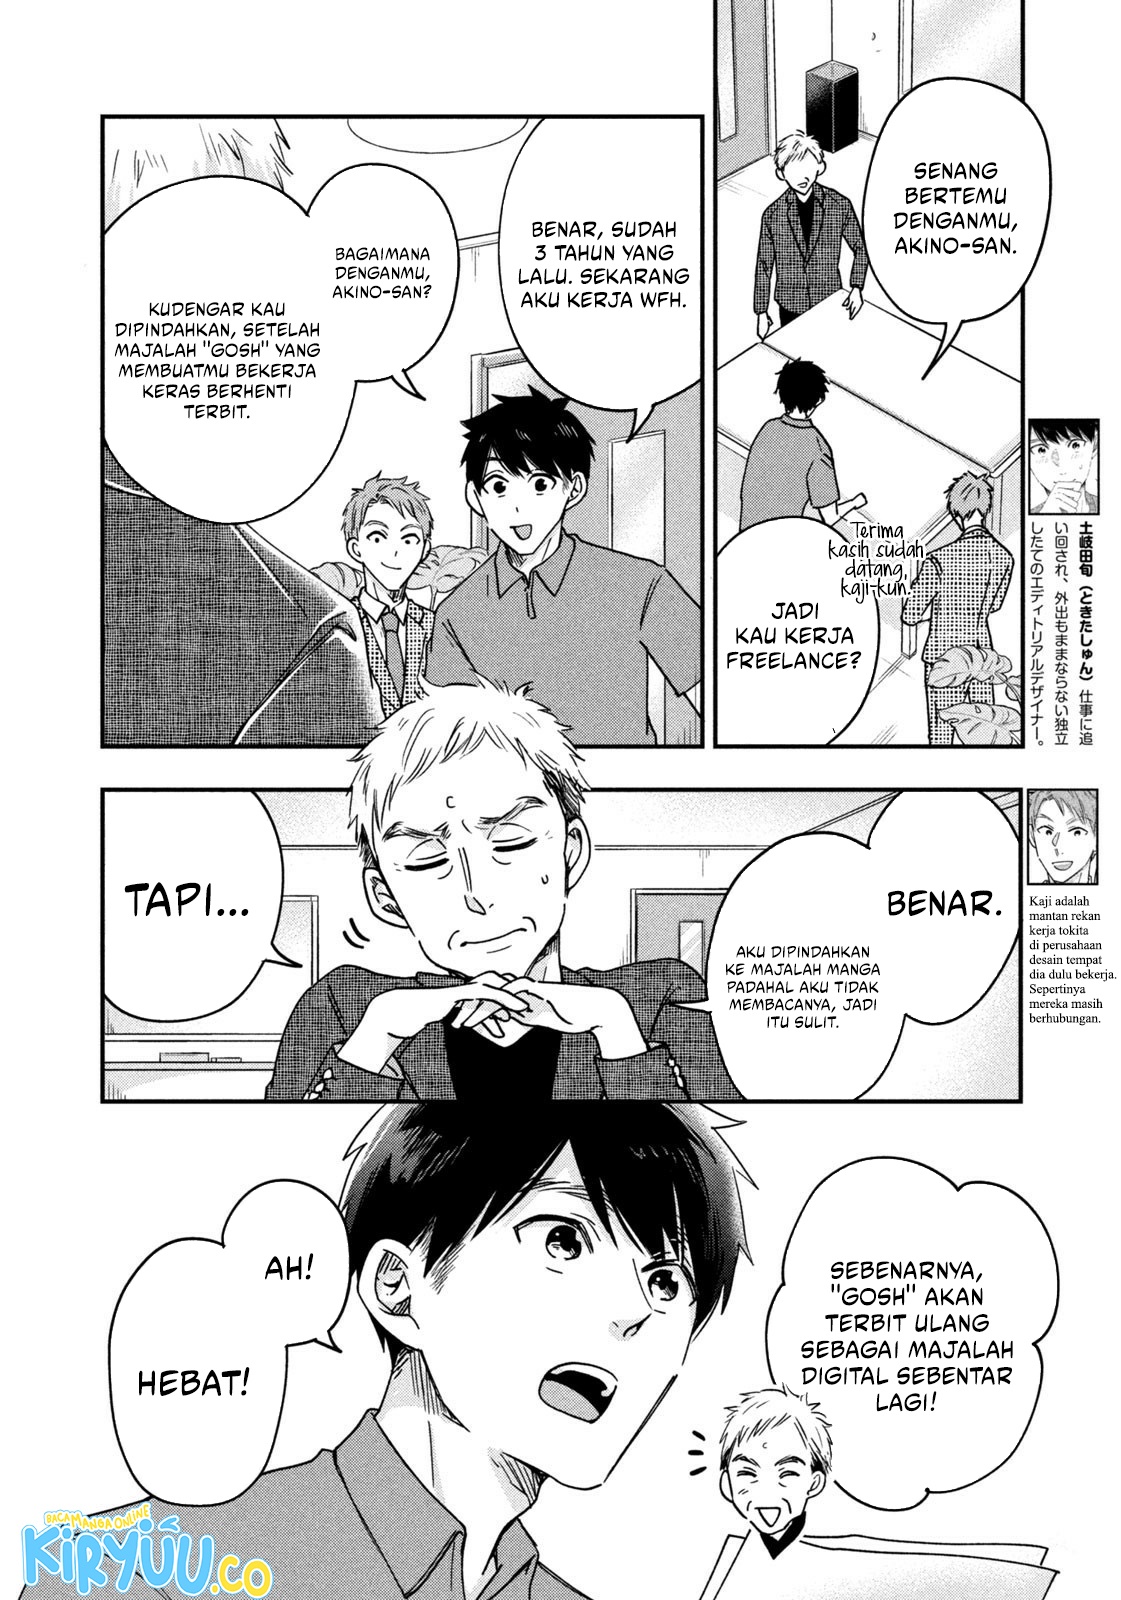 SENANG
BERTEMU
DENGANMU,
AKINO-SAN.
Terima
kasih sudah
datang,
kaji-kun.
JADI
KAU KERJA
FREELANCE?
BENAR, SUDAH
3 TAHUN YANG
LALU. SEKARANG
AKU KERJA WFH.
BAGAIMANA
DENGANMU,
AKINO-SAN?
KUDENGAR KAU
DIPINDAHKAN, SETELAH
MAJALAH "GOSH" YANG
MEMBUATMU BEKERJA
KERAS BERHENTI
TERBIT.
土岐田旬（ときたしゅん）仕事に追
い回され、外出もままならない独立
したてのエディトリアルデザイナー。
BENAR.
AKU DIPINDAHKAN
KE MAJALAH MANGA
PADAHAL AKU TIDAK
MEMBACANYA, JADI
ITU SULIT.
TAPI...
Kaji adalah
mantan rekan
kerja tokita
di perusahaan
desain tempat
dia dulu bekerja.
Sepertinya
mereka masih
berhubungan.
SEBENARNYA,
"GOSH" AKAN
TERBIT ULANG
SEBAGAI MAJALAH
DIGITAL SEBENTAR
LAGI!
AH!
HEBAT!
BACA MANGA ONLINE
KIRYUU.CO